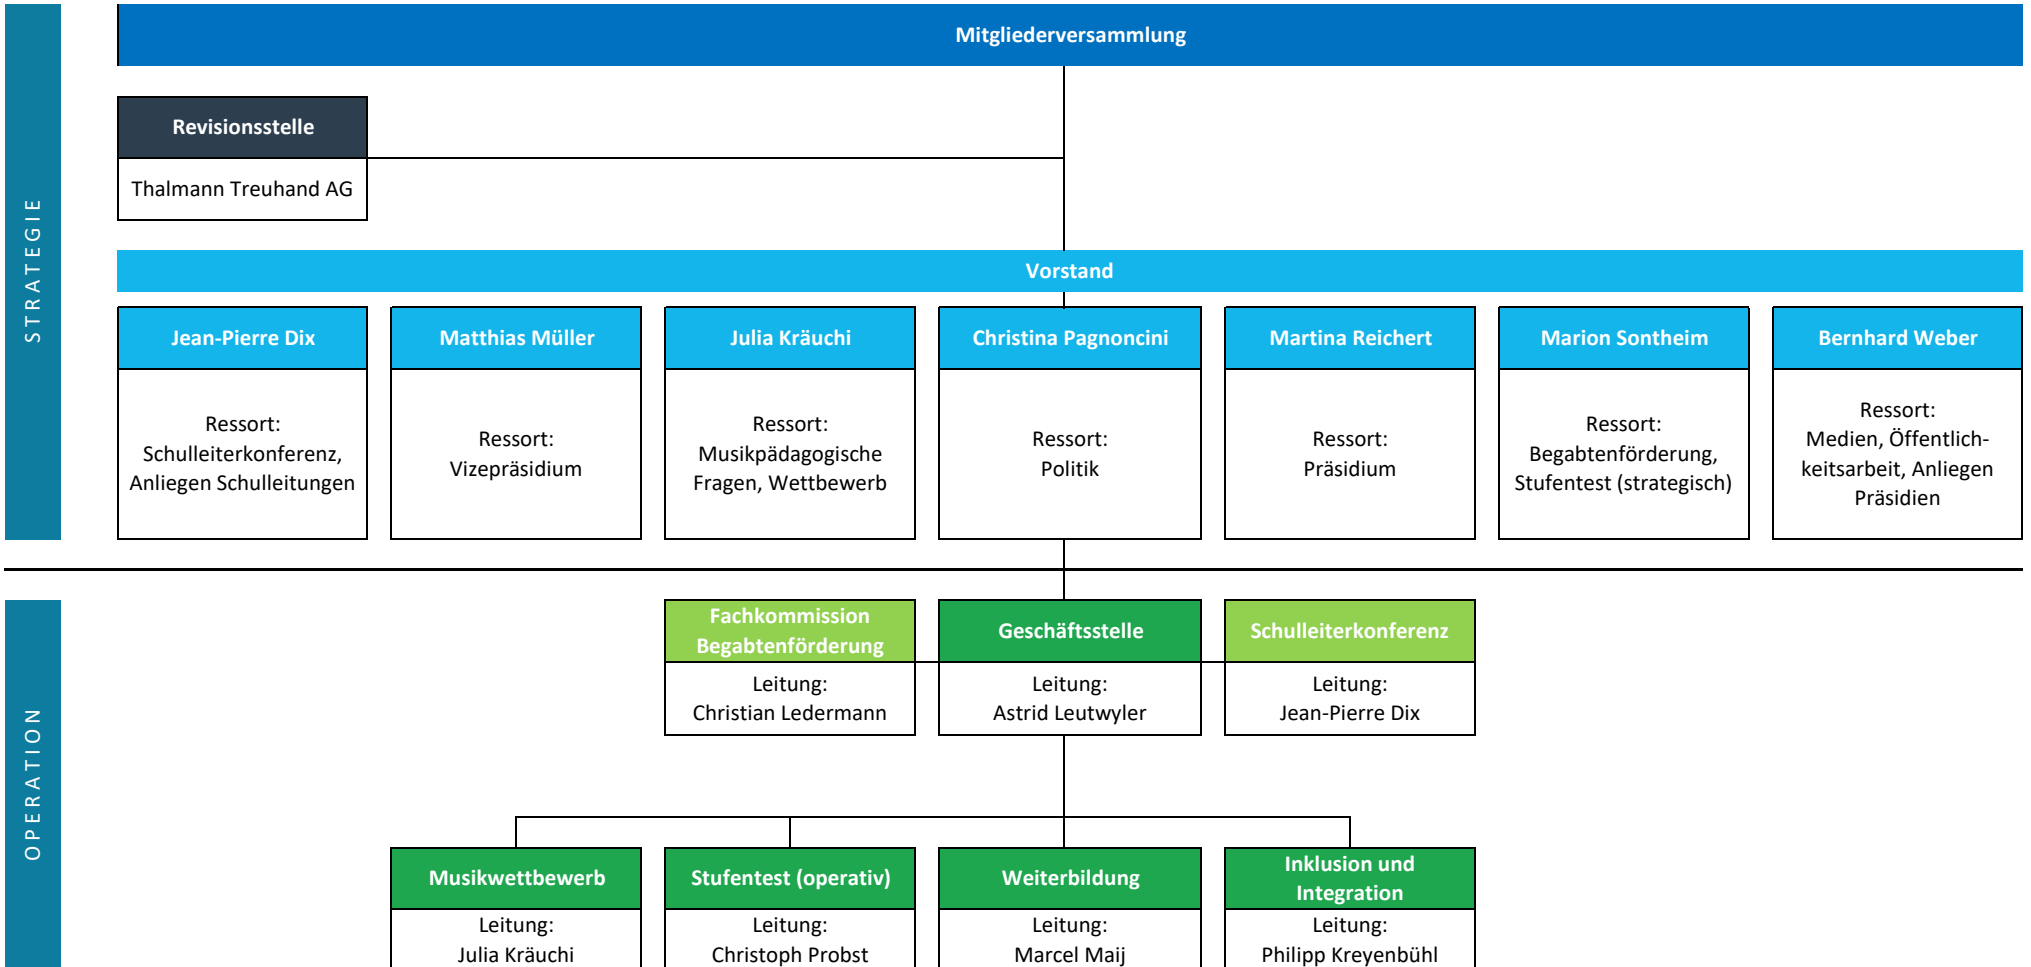 STRATEGIE
Mitgliederversammlung
Revisionsstelle
Thalmann Treuhand AG
Vorstand
Jean-Pierre Dix
Ressort:
Schulleiterkonferenz,
Anliegen Schulleitungen
Matthias Müller
Ressort:
Vizepräsidium
Julia Kräuchi
Ressort:
Musikpädagogische
Fragen, Wettbewerb
Christina Pagnoncini
Ressort:
Politik
Martina Reichert
Ressort:
Präsidium
Marion Sontheim
Ressort:
Begabtenförderung,
Stufentest (strategisch)
Bernhard Weber
Ressort:
Medien, Öffentlich-
keitsarbeit, Anliegen
Präsidien
OPERATION
Fachkommission
Begabtenförderung
Leitung:
Christian Ledermann
Geschäftsstelle
Leitung:
Astrid Leutwyler
Schulleiterkonferenz
Leitung:
Jean-Pierre Dix
Musikwettbewerb
Leitung:
Julia Kräuchi
Stufentest (operativ)
Leitung:
Christoph Probst
Weiterbildung
Leitung:
Marcel Maij
Inklusion und
Integration
Leitung:
Philipp Kreyenbühl